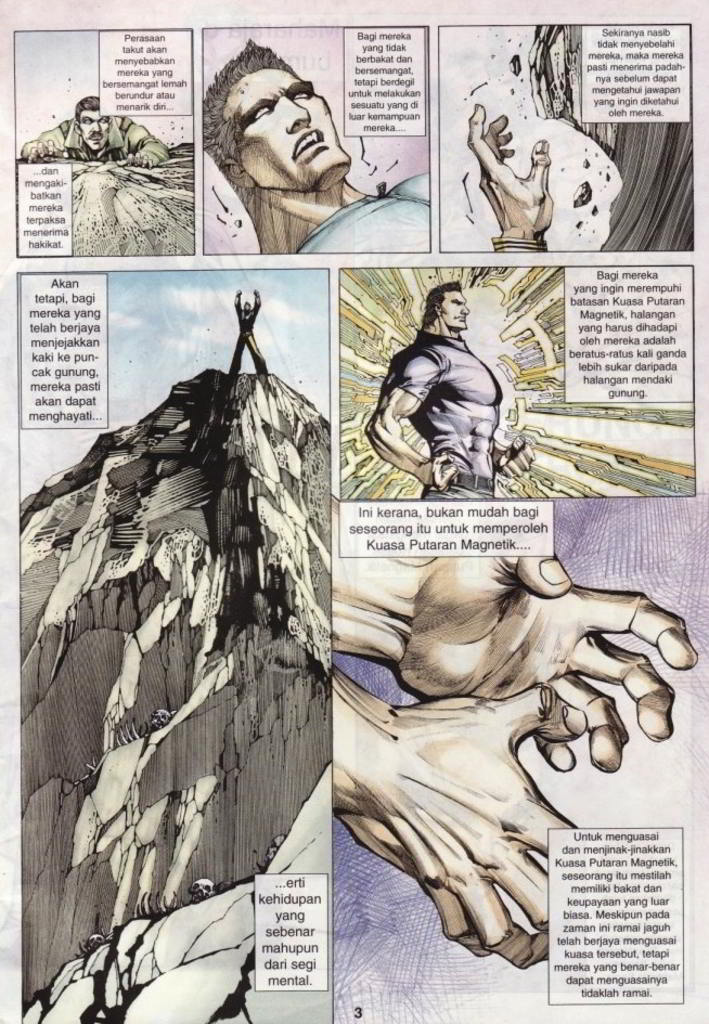 Perasaan
takut akan
menyebabkan
mereka yang
bersemangat lemah
berundur atau
menarik diri...
...dan
mengaki-
batkan
mereka
terpaksa
menerima
hakikat.
Bagi mereka
yang tidak
berbakat dan
bersemangat,
tetapi berdegil
untuk melakukan
sesuatu yang di
luar kemampuan
mereka....
Sekiranya nasib
tidak menyebelahi
mereka, maka mereka
pasti menerima padah-
nya sebelum dapat
mengetahui jawapan
yang ingin diketahui
oleh mereka.
Akan
tetapi, bagi
mereka yang
telah berjaya
menjejakkan
kaki ke pun-
cak gunung,
mereka pasti
akan dapat
menghayati...
...erti
kehidupan
yang
sebenar
mahupun
dari segi
mental.
Bagi mereka
yang ingin merempuhi
batasan Kuasa Putaran
Magnetik, halangan
yang harus dihadapi
oleh mereka adalah
beratus-ratus kali ganda
lebih sukar daripada
halangan mendaki
gunung.
Ini kerana, bukan mudah bagi
seseorang itu untuk memperoleh
Kuasa Putaran Magnetik....
Untuk menguasai
dan menjinak-jinakkan
Kuasa Putaran Magnetik,
seseorang itu mestilah
memiliki bakat dan
keupayaan yang luar
biasa. Meskipun pada
zaman ini ramai jaguh
telah berjaya menguasai
kuasa tersebut, tetapi
mereka yang benar-benar
dapat menguasainya
tidaklah ramai.
3